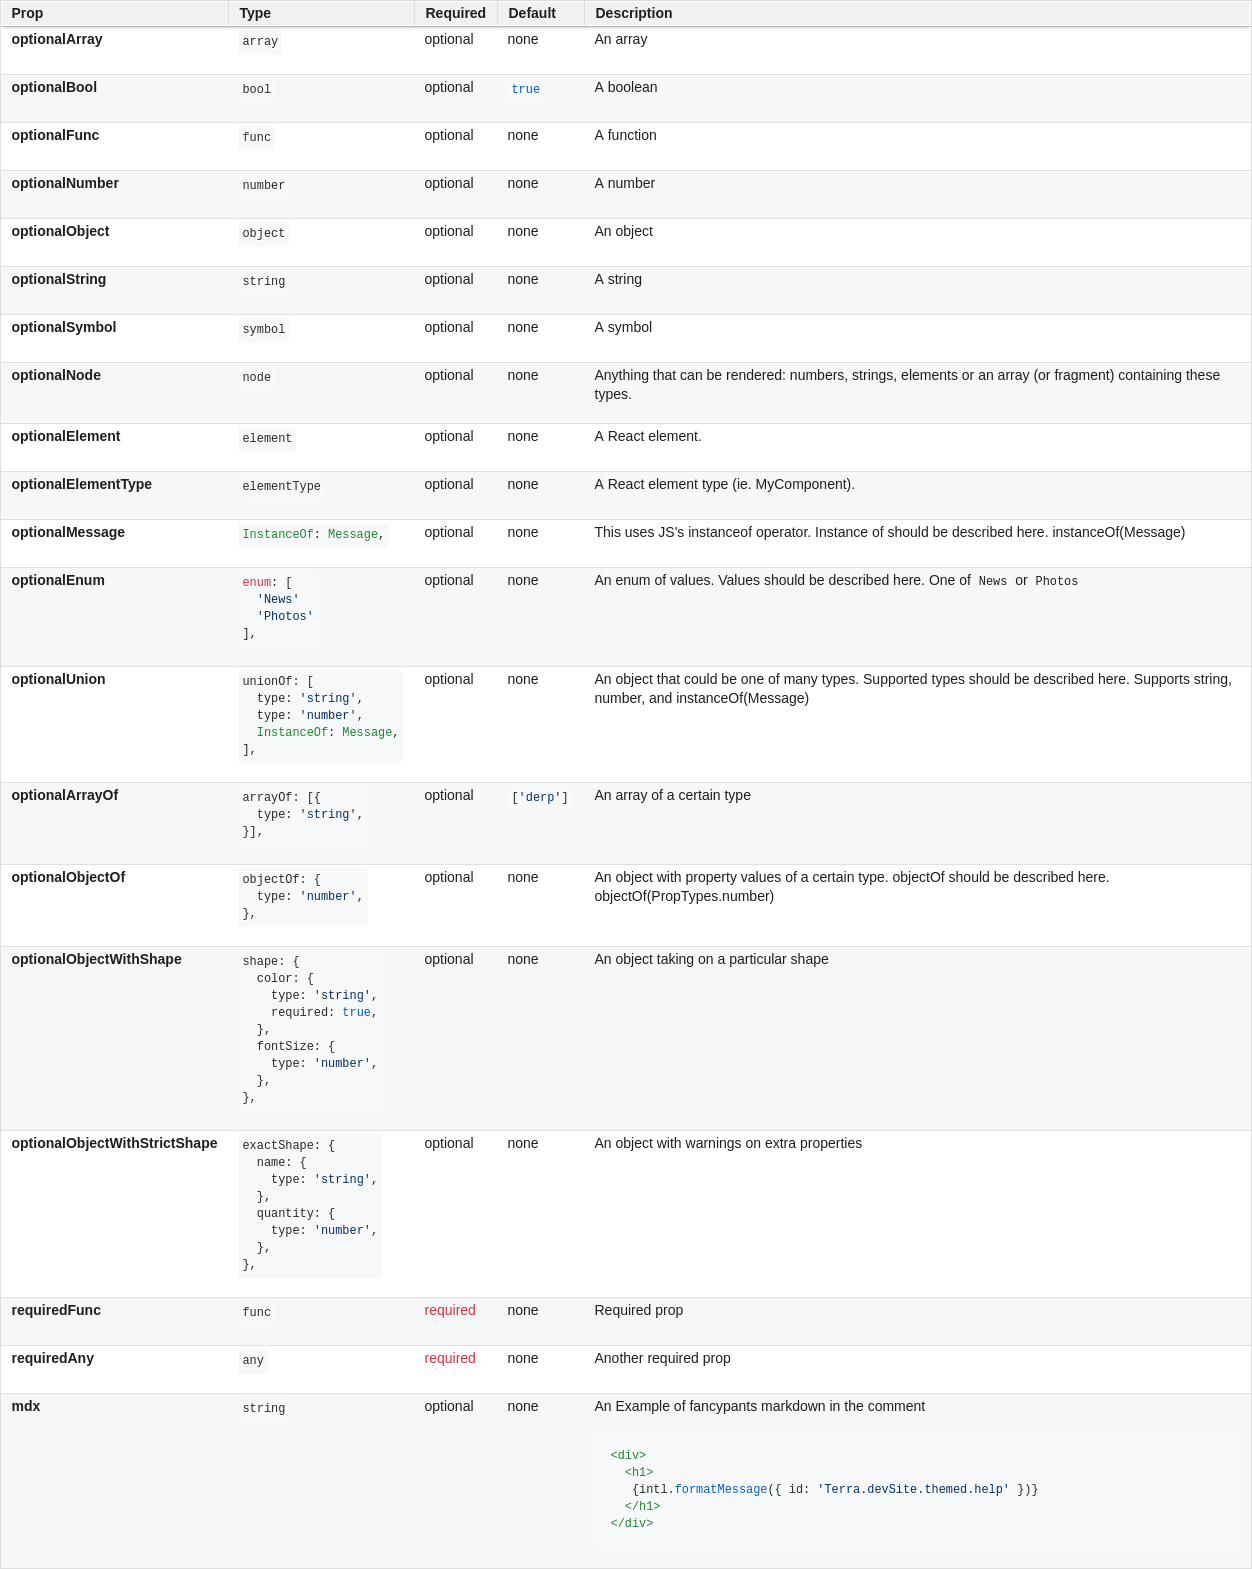 Prop Type Required Default Description
optionalArray array optional none An array
optionalBool bool optional true A boolean
optionalFunc func optional none A function
optionalNumber number optional none A number
optionalObject object optional none An object
optionalString string optional none A string
optionalSymbol symbol optional none A symbol
optionalNode node optional none Anything that can be rendered: numbers, strings, elements or an array (or fragment) containing these
types.
optionalElement element optional none A React element.
optionalElementType elementType optional none A React element type (ie. MyComponent).
optionalMessage InstanceOf: Message, optional none This uses JS's instanceof operator. Instance of should be described here. instanceOf(Message)
optionalEnum enum: [ optional none An enum of values. Values should be described here. One of News or Photos
'News'
'Photos'
],
optionalUnion unionOf: [ optional none An object that could be one of many types. Supported types should be described here. Supports string,
type: 'string', number, and instanceOf(Message)
type: 'number',
InstanceOf: Message,
],
optionalArrayOf arrayOf: [{ optional ['derp'] An array of a certain type
type: 'string',
}],
optionalObjectOf objectOf: { optional none An object with property values of a certain type. objectOf should be described here.
type: 'number', objectOf(PropTypes.number)
},
optionalObjectWithShape shape: { optional none An object taking on a particular shape
color: {
type: 'string',
required: true,
},
fontSize: {
type: 'number',
},
},
optionalObjectWithStrictShape exactShape: { optional none An object with warnings on extra properties
name: {
type: 'string',
},
quantity: {
type: 'number',
},
},
requiredFunc func required none Required prop
requiredAny any required none Another required prop
mdx string optional none An Example of fancypants markdown in the comment
<div>
<h1>
{intl.formatMessage({ id: 'Terra.devSite.themed.help' })}
</h1>
</div>